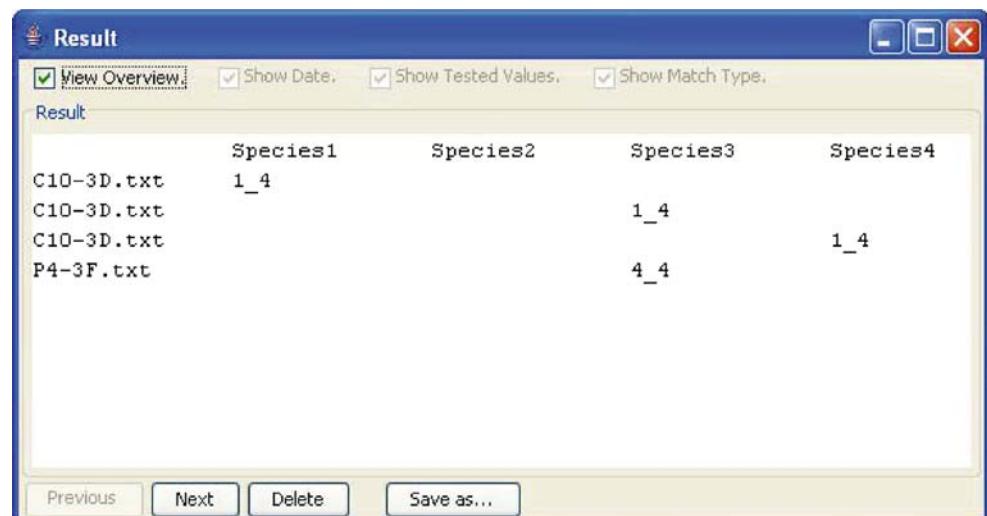 Result
View Overview. Show Date. Show Tested Values. Show Match Type.
Result
Species1 Species2 Species3 Species4
C10-3D.txt 1_4
C10-3D.txt 1_4
C10-3D.txt 1_4
P4-3F.txt 4_4
Previous Next Delete Save as...